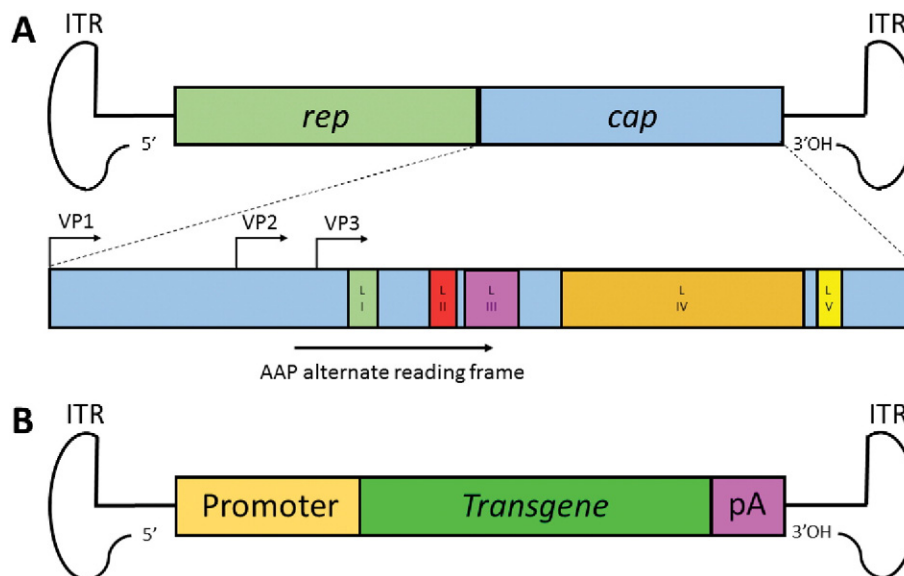 A
ITR
ITR
rep
cap
5’
3’OH
VP1
VP2
VP3
L
I
L
II
L
III
L
IV
L
V
AAP alternate reading frame
B
ITR
ITR
Promoter
Transgene
pA
5’
3’OH